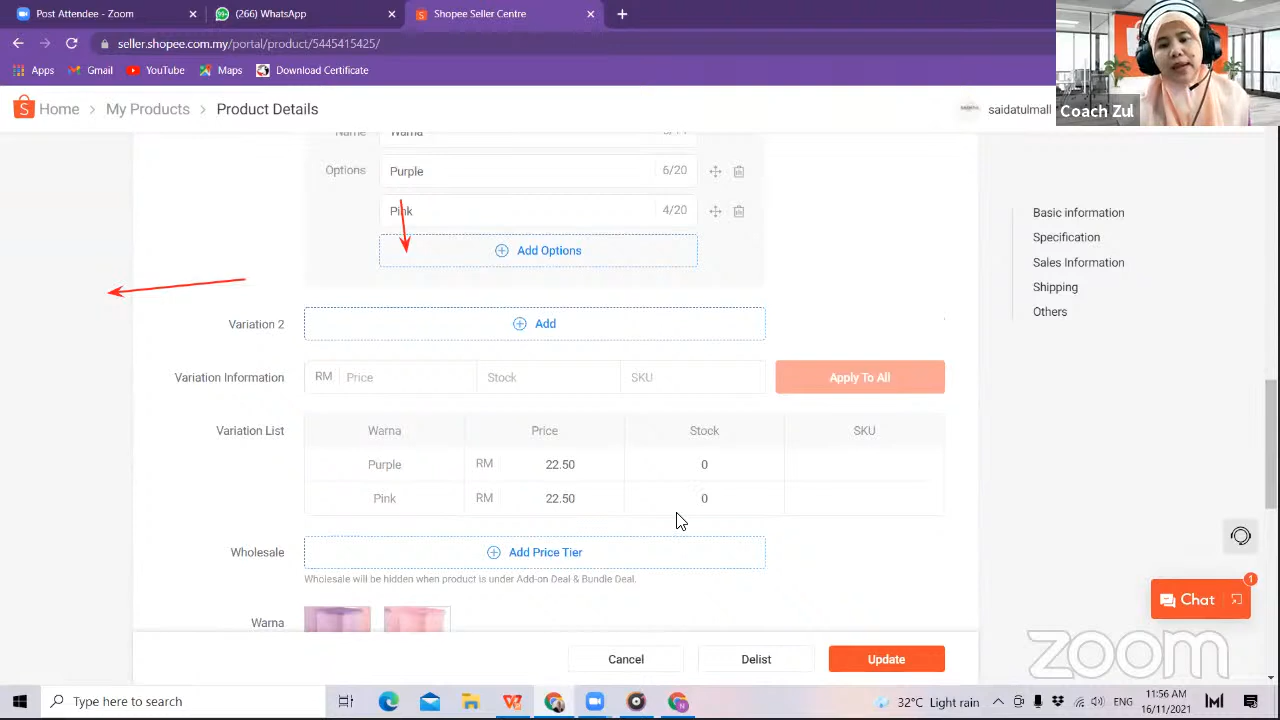 Post Attendee - Zoom
(99) WhatsApp
Shopee Seller Centre
seller.shopee.com.my/portal/product/5445415425/
Apps
Gmail
YouTube
Maps
Download Certificate
Coach Zul
Home > My Products > Product Details
saidatulmall
Name
Warna
Options
Purple
6/20
Pink
4/20
Add Options
Basic information
Specification
Sales Information
Shipping
Others
Variation 2
Add
Variation Information
RM
Price
Stock
SKU
Apply To All
Variation List
Warna
Price
Stock
SKU
Purple
RM
22.50
0
Pink
RM
22.50
0
Wholesale
Add Price Tier
Wholesale will be hidden when product is under Add-on Deal & Bundle Deal.
Warna
1
Chat
Cancel
Delist
Update
zoom
Type here to search
32°C Light rain
ENG
11:56 AM
16/11/2021